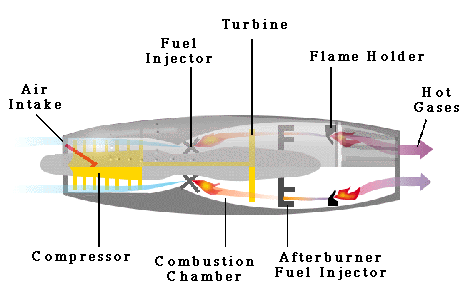 Turbine
Fuel
Injector
Flame Holder
Air
Intake
Hot
Gases
Compressor
Combustion
Chamber
Afterburner
Fuel Injector